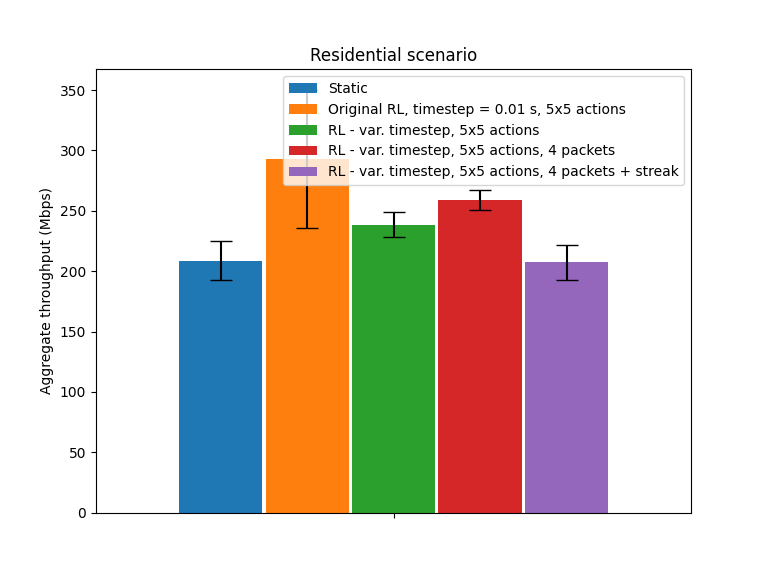 Residential scenario
Static
Original RL, timestep = 0.01 s, 5x5 actions
RL - var. timestep, 5x5 actions
RL - var. timestep, 5x5 actions, 4 packets
RL - var. timestep, 5x5 actions, 4 packets + streak
Aggregate throughput (Mbps)
350
300
250
200
150
100
50
0